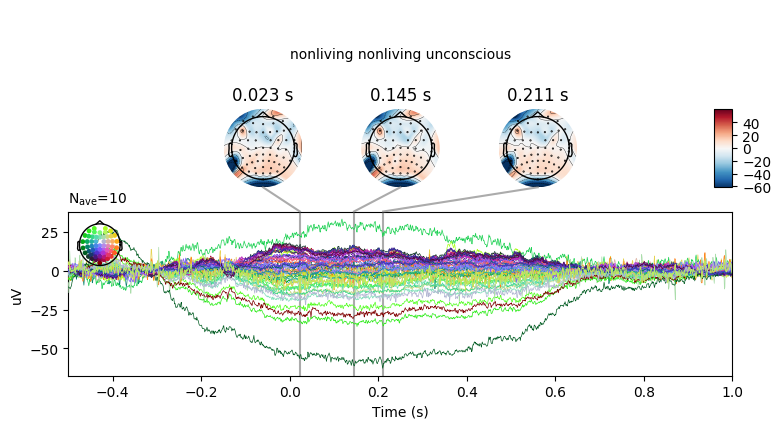 nonliving nonliving unconscious
0.023 s 0.145 s 0.211 s
40
20
0
−20
−40
−60
Nave=10
25
0
−25
−50
uV
−0.4 −0.2 0.0 0.2 0.4 0.6 0.8 1.0
Time (s)